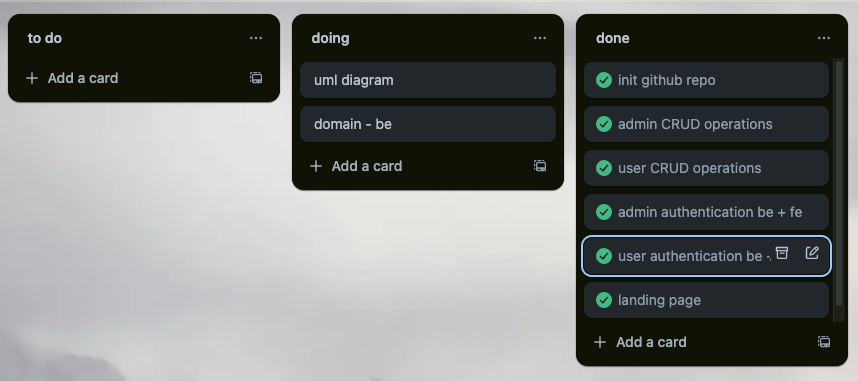 to do
Add a card
doing
uml diagram
domain - be
Add a card
done
init github repo
admin CRUD operations
user CRUD operations
admin authentication be + fe
user authentication be
landing page
Add a card